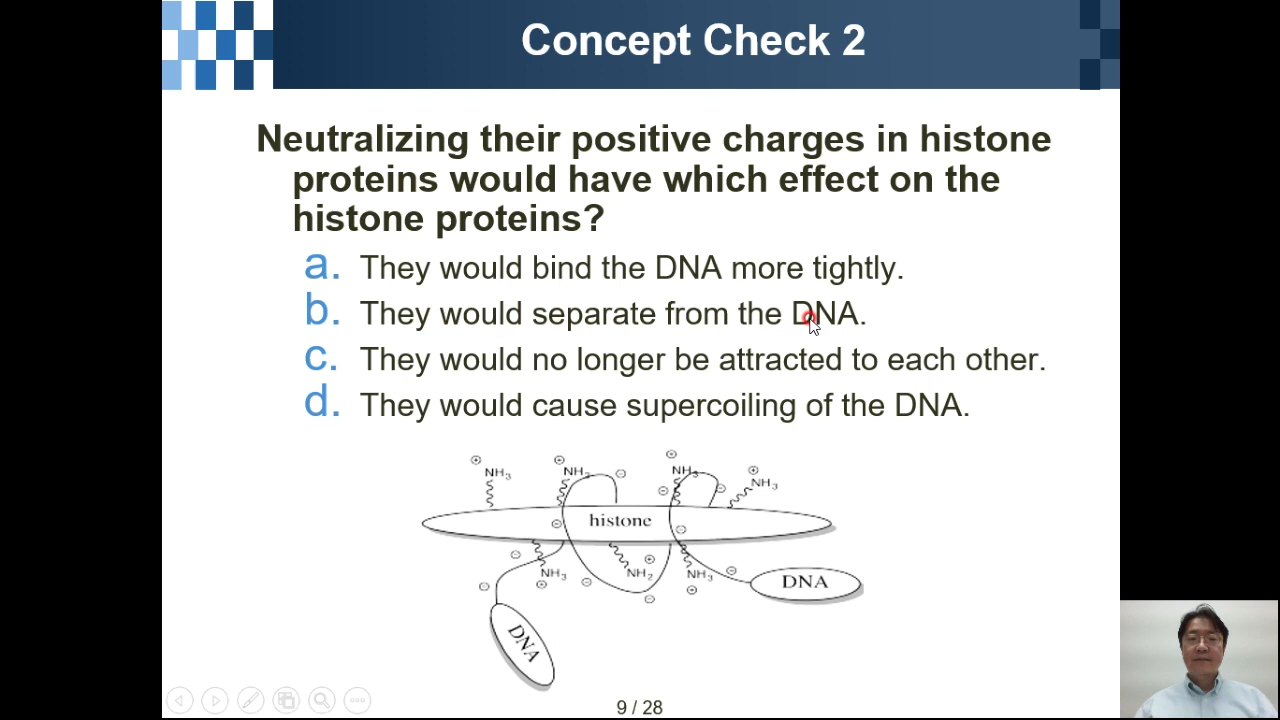 Concept Check 2
Neutralizing their positive charges in histone
proteins would have which effect on the
histone proteins?
a. They would bind the DNA more tightly.
b. They would separate from the DNA.
c. They would no longer be attracted to each other.
d. They would cause supercoiling of the DNA.
NH3 NH3 NH3 NH3
histone
NH3 NH2 NH3
DNA
DNA
9 / 28